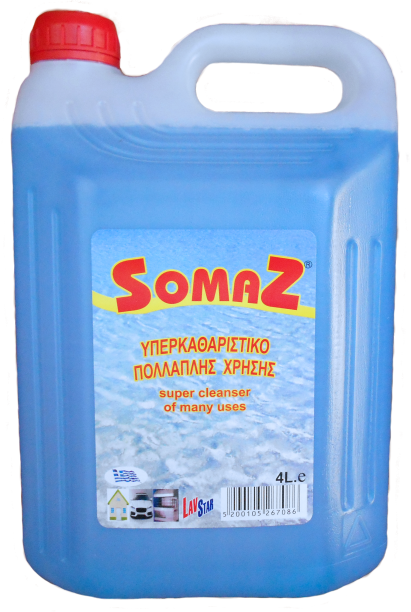 SOMAZ®
ΥΠΕΡΚΑΘΑΡΙΣΤΙΚΟ
ΠΟΛΛΑΠΛΗΣ ΧΡΗΣΗΣ
super cleanser
of many uses
4L.e
LAVSTAR
5 200105 267086